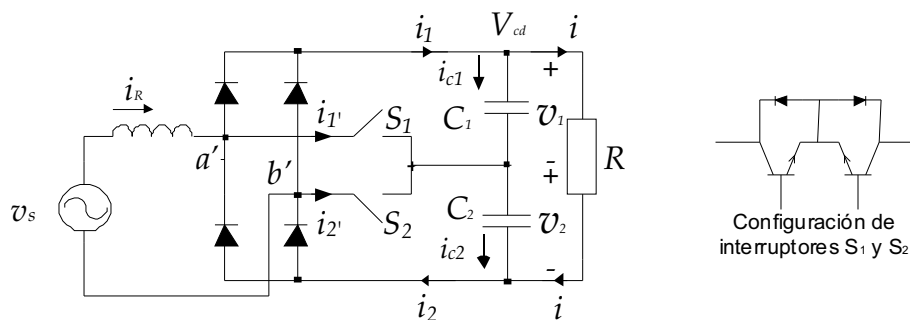 i1 Vcd i
iR ic1 +
i1' S1 C1 v1
a' - R
b' +
vs i2' S2 C2 v2
ic2
-
i2 i
Configuración de
interruptores S1 y S2